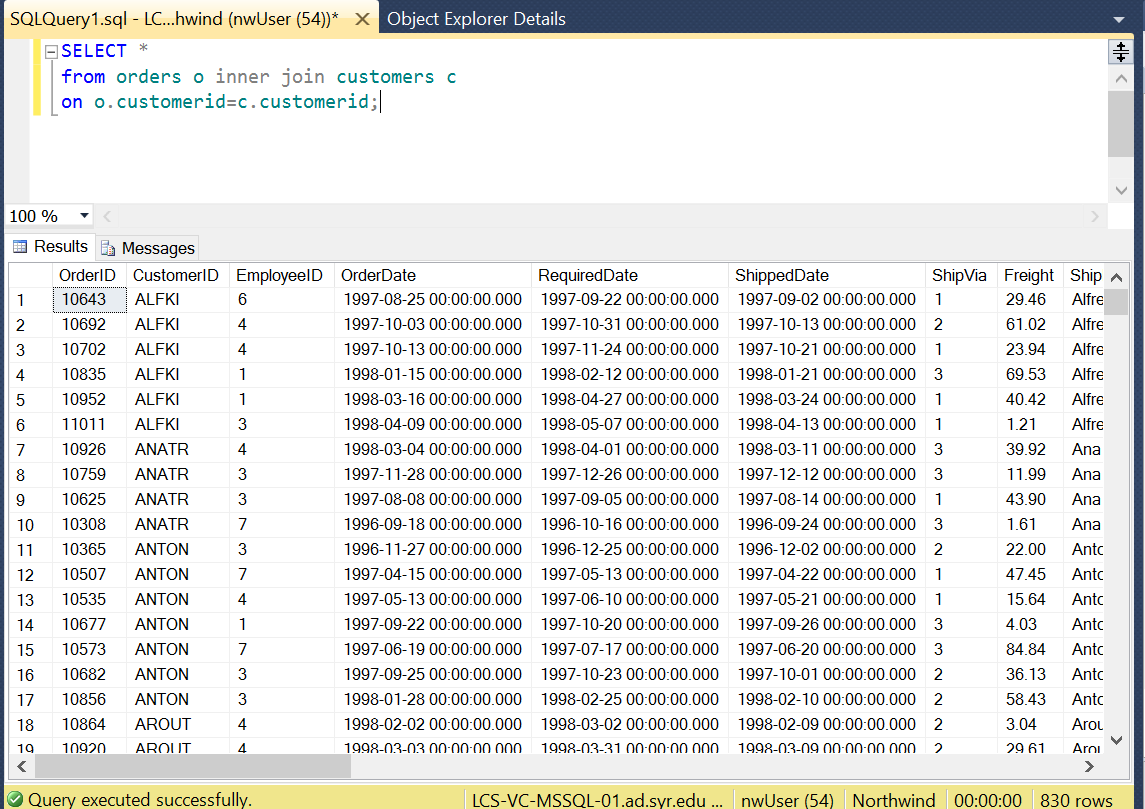 SQLQuery1.sql - LC...hwind (nwUser (54))* Object Explorer Details
SELECT *
from orders o inner join customers c
on o.customerid=c.customerid;
100 %
Results Messages
OrderID CustomerID EmployeeID OrderDate RequiredDate ShippedDate ShipVia Freight Ship
1 10643 ALFKI 6 1997-08-25 00:00:00.000 1997-09-22 00:00:00.000 1997-09-02 00:00:00.000 1 29.46 Alfre
2 10692 ALFKI 4 1997-10-03 00:00:00.000 1997-10-31 00:00:00.000 1997-10-13 00:00:00.000 2 61.02 Alfre
3 10702 ALFKI 4 1997-10-13 00:00:00.000 1997-11-24 00:00:00.000 1997-10-21 00:00:00.000 1 23.94 Alfre
4 10835 ALFKI 1 1998-01-15 00:00:00.000 1998-02-12 00:00:00.000 1998-01-21 00:00:00.000 3 69.53 Alfre
5 10952 ALFKI 1 1998-03-16 00:00:00.000 1998-04-27 00:00:00.000 1998-03-24 00:00:00.000 1 40.42 Alfre
6 11011 ALFKI 3 1998-04-09 00:00:00.000 1998-05-07 00:00:00.000 1998-04-13 00:00:00.000 1 1.21 Alfre
7 10926 ANATR 4 1998-03-04 00:00:00.000 1998-04-01 00:00:00.000 1998-03-11 00:00:00.000 3 39.92 Ana
8 10759 ANATR 3 1997-11-28 00:00:00.000 1997-12-26 00:00:00.000 1997-12-12 00:00:00.000 3 11.99 Ana
9 10625 ANATR 3 1997-08-08 00:00:00.000 1997-09-05 00:00:00.000 1997-08-14 00:00:00.000 1 43.90 Ana
10 10308 ANATR 7 1996-09-18 00:00:00.000 1996-10-16 00:00:00.000 1996-09-24 00:00:00.000 3 1.61 Ana
11 10365 ANTON 3 1996-11-27 00:00:00.000 1996-12-25 00:00:00.000 1996-12-02 00:00:00.000 2 22.00 Antc
12 10507 ANTON 7 1997-04-15 00:00:00.000 1997-05-13 00:00:00.000 1997-04-22 00:00:00.000 1 47.45 Antc
13 10535 ANTON 4 1997-05-13 00:00:00.000 1997-06-10 00:00:00.000 1997-05-21 00:00:00.000 1 15.64 Antc
14 10677 ANTON 1 1997-09-22 00:00:00.000 1997-10-20 00:00:00.000 1997-09-26 00:00:00.000 3 4.03 Antc
15 10573 ANTON 7 1997-06-19 00:00:00.000 1997-07-17 00:00:00.000 1997-06-20 00:00:00.000 3 84.84 Antc
16 10682 ANTON 3 1997-09-25 00:00:00.000 1997-10-23 00:00:00.000 1997-10-01 00:00:00.000 2 36.13 Antc
17 10856 ANTON 3 1998-01-28 00:00:00.000 1998-02-25 00:00:00.000 1998-02-10 00:00:00.000 2 58.43 Antc
18 10864 AROUT 4 1998-02-02 00:00:00.000 1998-03-02 00:00:00.000 1998-02-09 00:00:00.000 2 3.04 Arou
19 10920 AROUT 4 1998-03-03 00:00:00.000 1998-03-31 00:00:00.000 1998-03-09 00:00:00.000 2 29.61 Arou
Query executed successfully. LCS-VC-MSSQL-01.ad.syr.edu ... nwUser (54) Northwind 00:00:00 830 rows